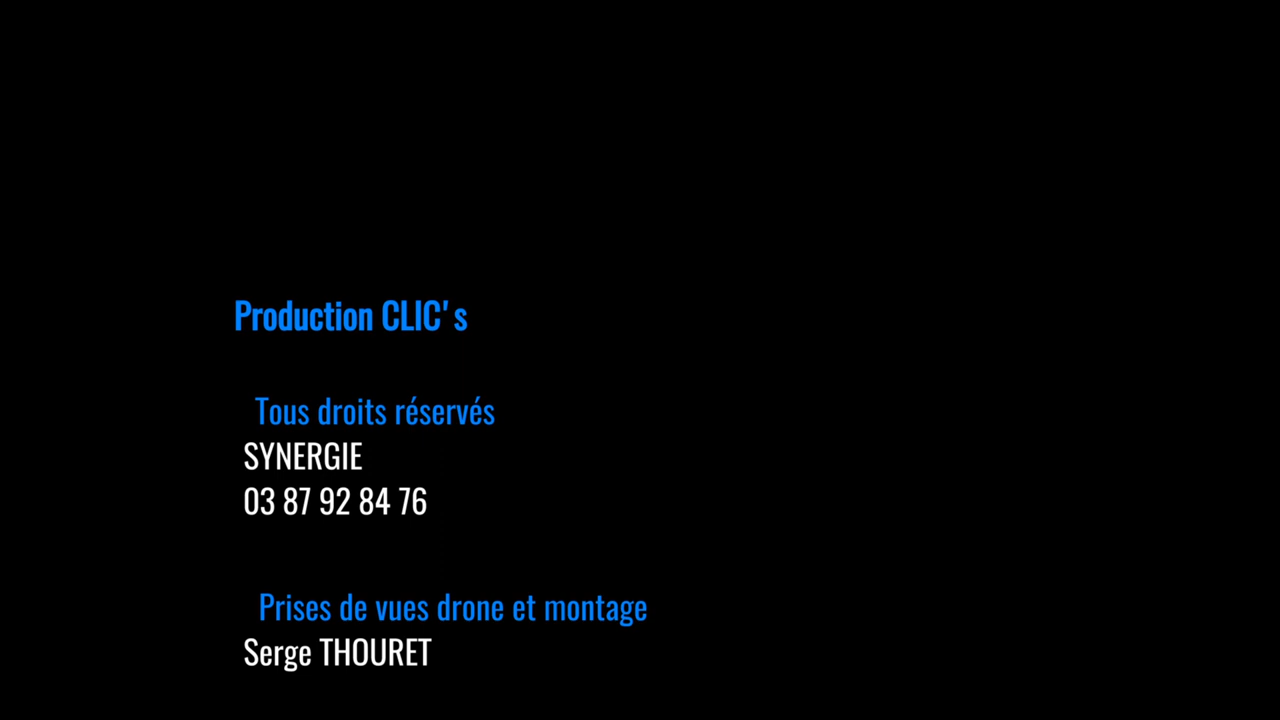 Production CLIC's
Tous droits réservés
SYNERGIE
03 87 92 84 76
Prises de vues drone et montage
Serge THOURET